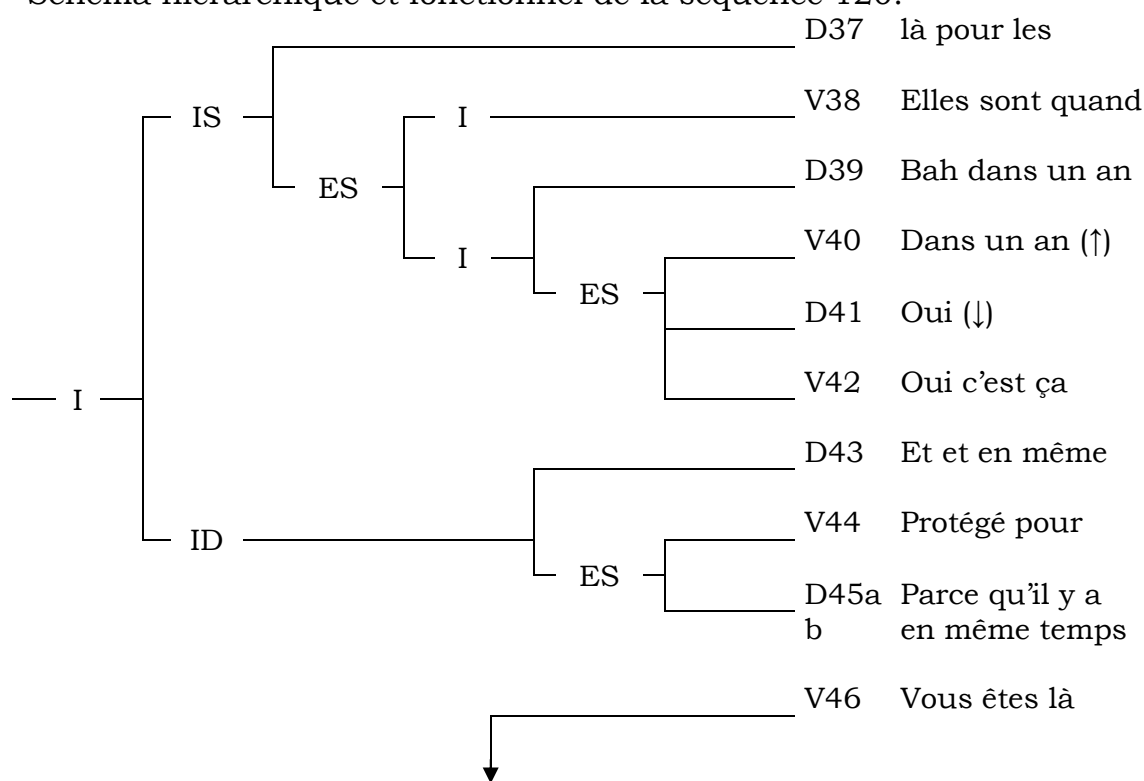 Schéma hiérarchique et fonctionnel de la séquence 120.
D37 là pour les
V38 Elles sont quand
IS I
D39 Bah dans un an
ES
V40 Dans un an (↑)
I
ES
D41 Oui (↓)
V42 Oui c’est ça
I
D43 Et et en même
V44 Protégé pour
ID
ES
D45a Parce qu’il y a
b en même temps
V46 Vous êtes là